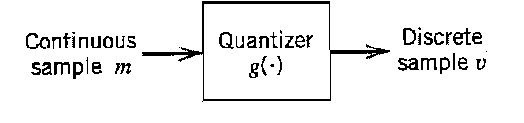 Continuous
sample m
Quantizer
g(·)
Discrete
sample υ